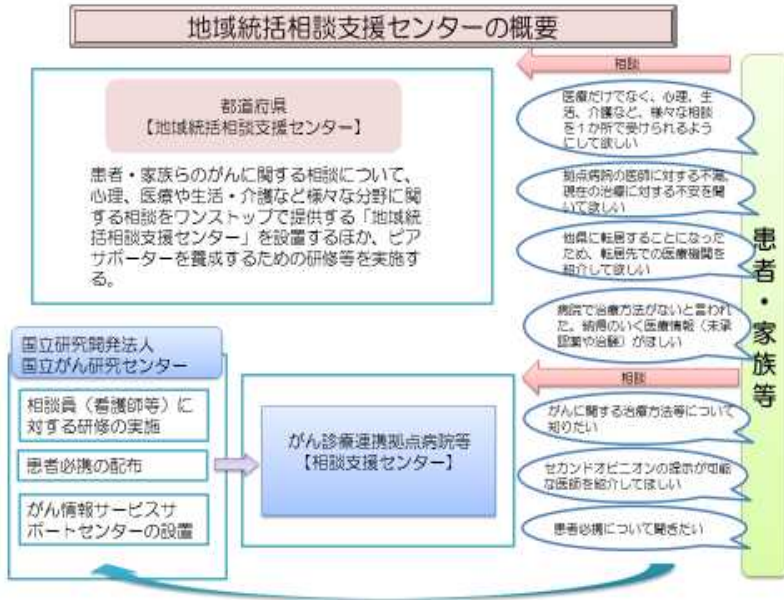 地域統括相談支援センターの概要
相談
都道府県
【地域統括相談支援センター】
患者・家族らのがんに関する相談について、
心理、医療や生活・介護など様々な分野に関
する相談をワンストップで提供する「地域統
括相談支援センター」を設置するほか、ピア
サポーターを養成するための研修等を実施す
る。
医療だけでなく、心理、生
活、介護など、様々な相談
を1か所で受けられるよう
にして欲しい
拠点病院の医師に対する不満、
現在の治療に対する不安を聞
いて欲しい
他県に転居することになった
ため、転居先での医療機関を
紹介して欲しい
病院で治療方法がないと言われ
た。納得のいく医療情報（未承
認薬や治験）がほしい
患者・家族等
国立研究開発法人
国立がん研究センター
相談員（看護師等）に
対する研修の実施
患者必携の配布
がん情報サービスサ
ポートセンターの設置
がん診療連携拠点病院等
【相談支援センター】
相談
がんに関する治療方法等について
知りたい
セカンドオピニオンの提示が可能
な医師を紹介してほしい
患者必携について聞きたい